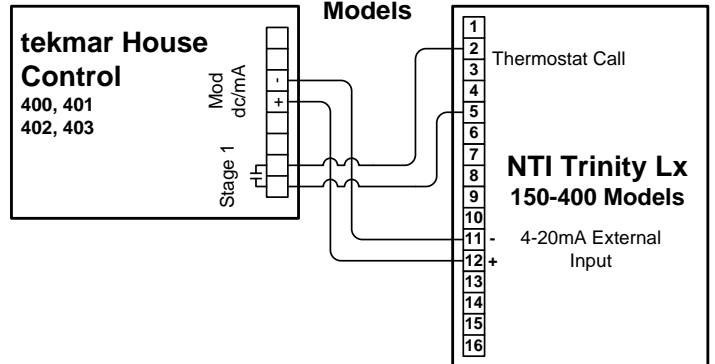 Models
tekmar House
Control
400, 401
402, 403
Mod
dc/mA
-
+
Stage 1
1
2
3
4
5
6
7
8
9
10
11
12
13
14
15
16
Thermostat Call
NTI Trinity Lx
150-400 Models
- 4-20mA External
+ Input